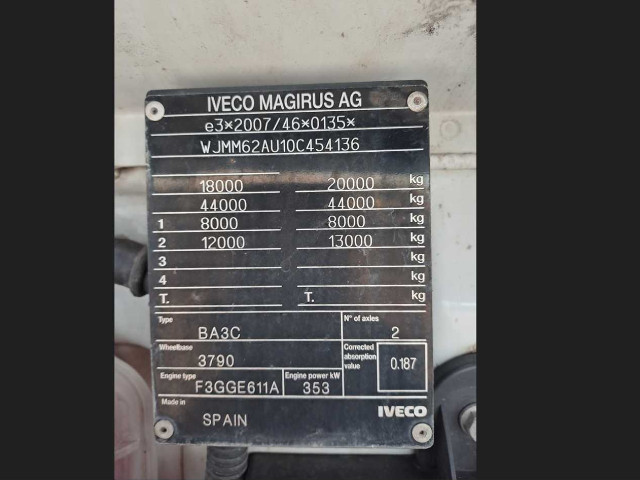 IVECO MAGIRUS AG
e3×2007/46×0135×
WJMM62AU10C454136
18000 20000 kg
44000 44000 kg
1 8000 8000 kg
2 12000 13000 kg
3 kg
4 kg
T. T. kg
Type BA3C N° of axles 2
Wheelbase 3790 Corrected absorption value 0.187
Engine type F3GGE611A Engine power kW 353
Made in SPAIN IVECO